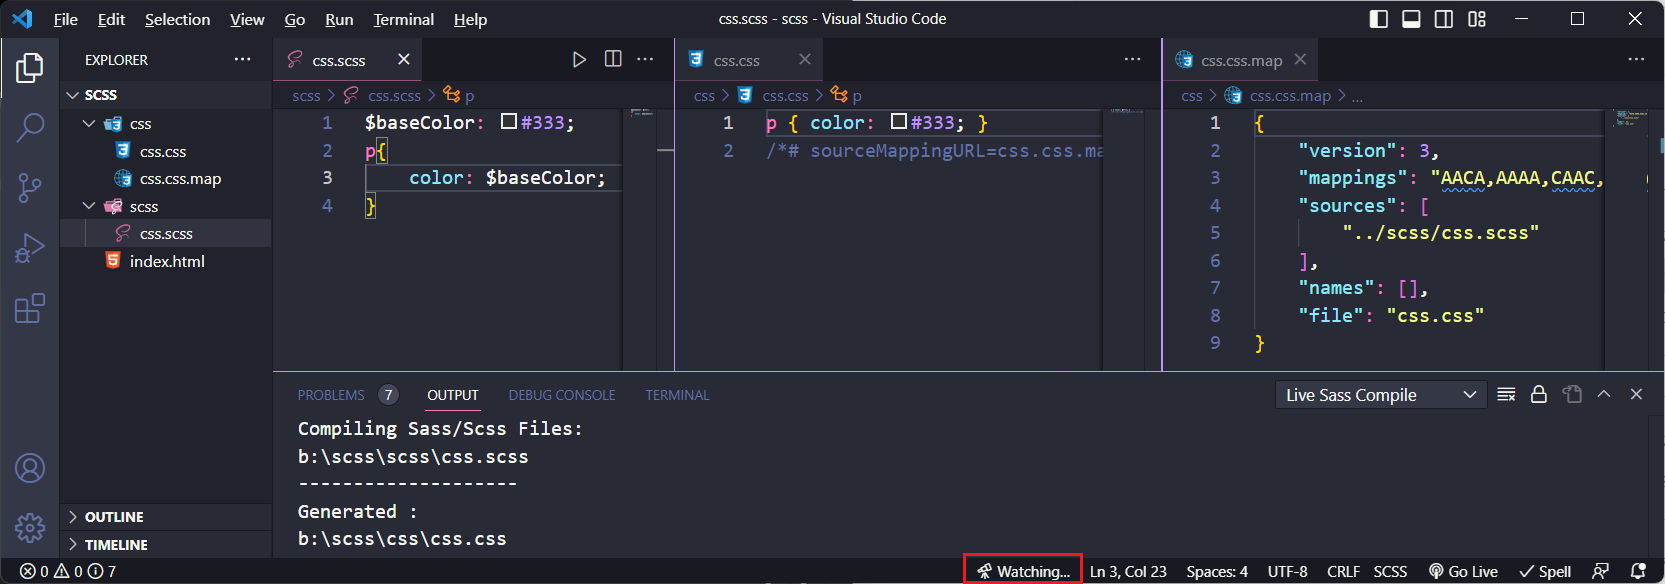 File Edit Selection View Go Run Terminal Help
css.scss - scss - Visual Studio Code
EXPLORER
SCSS
css
css.css
css.css.map
scss
css.scss
index.html
OUTLINE
TIMELINE
css.scss
scss > css.scss > p
1 $baseColor: #333;
2 p{
3 color: $baseColor;
4 }
css.css
css > css.css > p
1 p { color: #333; }
2 /*# sourceMappingURL=css.css.ma
css.css.map
css > css.css.map > ...
1 {
2 "version": 3,
3 "mappings": "AACA,AAAA,CAAC,
4 "sources": [
5 "../scss/css.scss"
6 ],
7 "names": [],
8 "file": "css.css"
9 }
PROBLEMS 7 OUTPUT DEBUG CONSOLE TERMINAL
Live Sass Compile
Compiling Sass/Scss Files:
b:\scss\scss\css.scss
--------------------
Generated :
b:\scss\css\css.css
0 0 7
Watching... Ln 3, Col 23 Spaces: 4 UTF-8 CRLF SCSS Go Live Spell